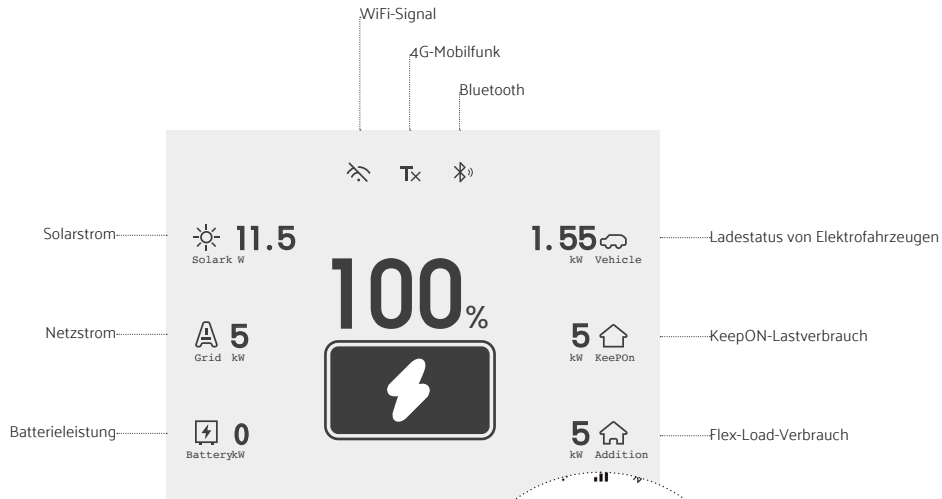 WiFi-Signal
4G-Mobilfunk
Bluetooth
Tx
Solarstrom
11.5
Solark W
1.55
kW Vehicle
Ladestatus von Elektrofahrzeugen
100%
Netzstrom
5
Grid kW
5
kW KeePOn
KeepON-Lastverbrauch
Batterieleistung
0
BatterykW
5
kW Addition
Flex-Load-Verbrauch